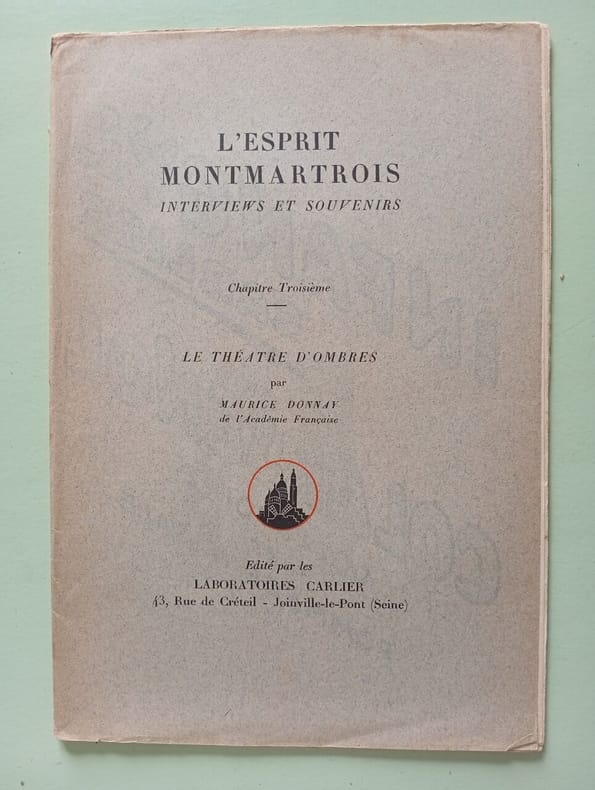 L'ESPRIT
MONTMARTROIS
INTERVIEWS ET SOUVENIRS
Chapitre Troisième
LE THÉATRE D'OMBRES
par
MAURICE DONNAY
de l'Académie Française
Edité par les
LABORATOIRES CARLIER
43, Rue de Créteil - Joinville-le-Pont (Seine)